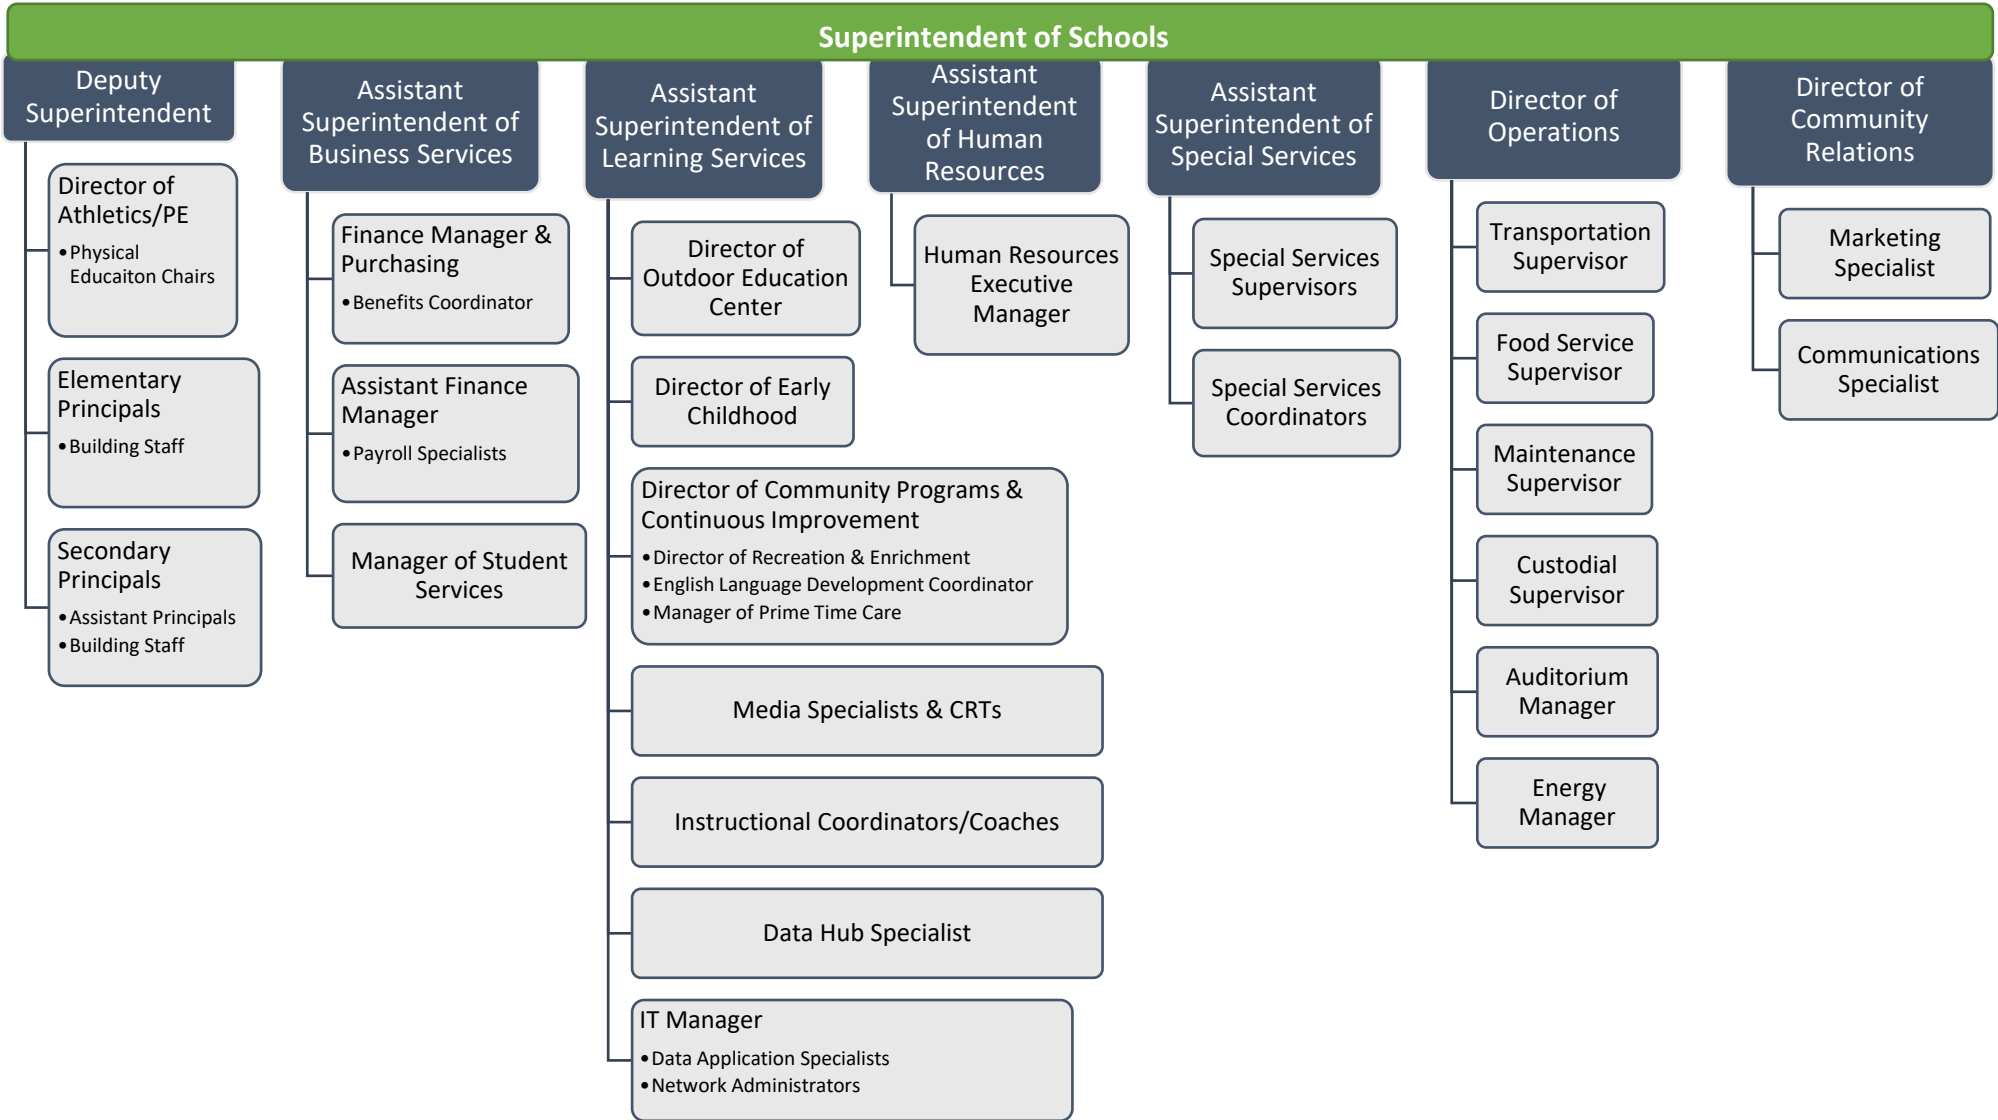 Superintendent of Schools
Deputy
Superintendent
Director of
Athletics/PE
•Physical
Educaiton Chairs
Elementary
Principals
•Building Staff
Secondary
Principals
•Assistant Principals
•Building Staff
Assistant
Superintendent of
Business Services
Finance Manager &
Purchasing
•Benefits Coordinator
Assistant Finance
Manager
•Payroll Specialists
Manager of Student
Services
Assistant
Superintendent of
Learning Services
Director of
Outdoor Education
Center
Director of Early
Childhood
Director of Community Programs &
Continuous Improvement
•Director of Recreation & Enrichment
•English Language Development Coordinator
•Manager of Prime Time Care
Media Specialists & CRTs
Instructional Coordinators/Coaches
Data Hub Specialist
IT Manager
•Data Application Specialists
•Network Administrators
Assistant
Superintendent
of Human
Resources
Human Resources
Executive
Manager
Assistant
Superintendent of
Special Services
Special Services
Supervisors
Special Services
Coordinators
Director of
Operations
Transportation
Supervisor
Food Service
Supervisor
Maintenance
Supervisor
Custodial
Supervisor
Auditorium
Manager
Energy
Manager
Director of
Community
Relations
Marketing
Specialist
Communications
Specialist